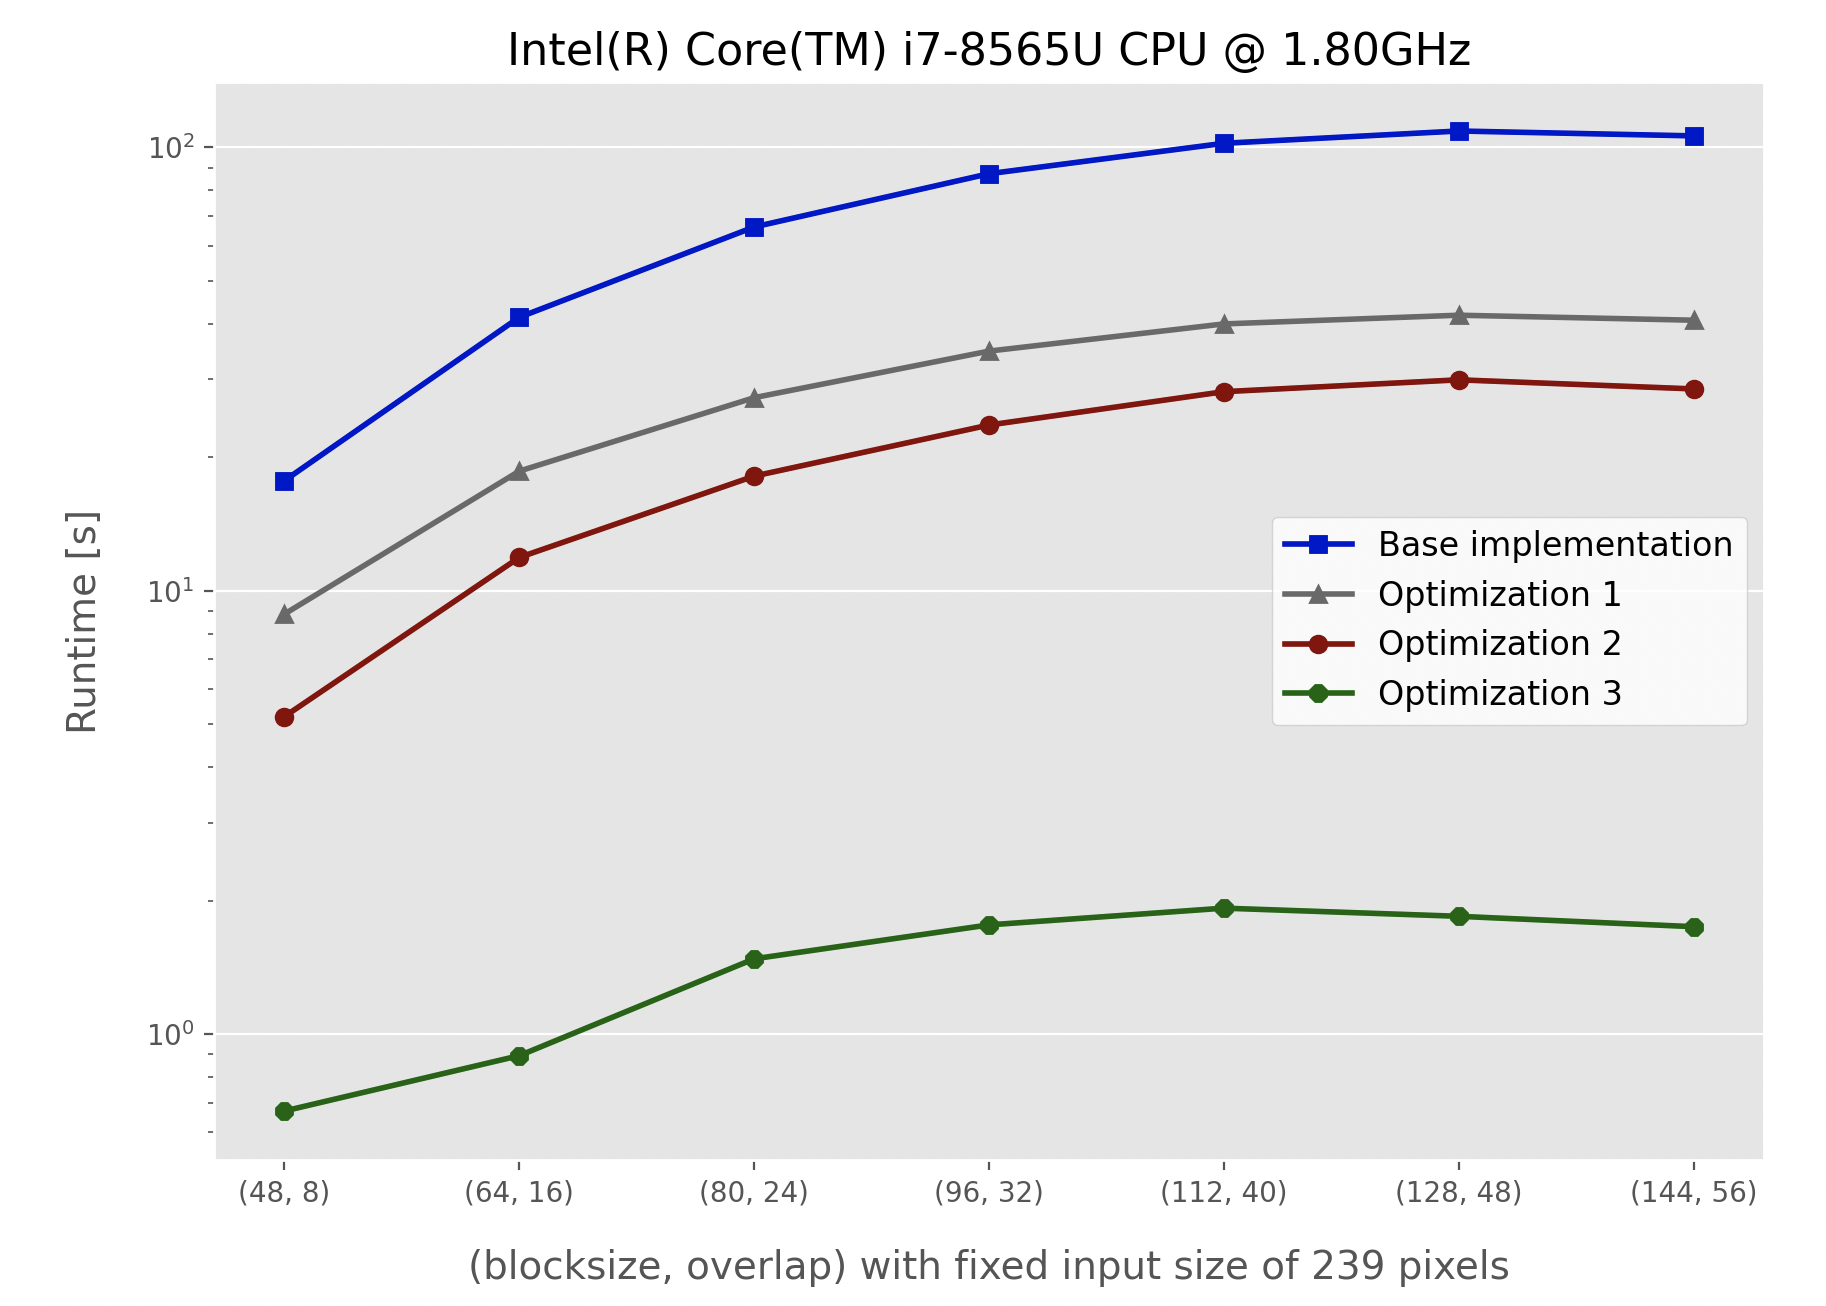 Intel(R) Core(TM) i7-8565U CPU @ 1.80GHz
10²
10¹
10⁰
Runtime [s]
Base implementation
Optimization 1
Optimization 2
Optimization 3
(48, 8) (64, 16) (80, 24) (96, 32) (112, 40) (128, 48) (144, 56)
(blocksize, overlap) with fixed input size of 239 pixels